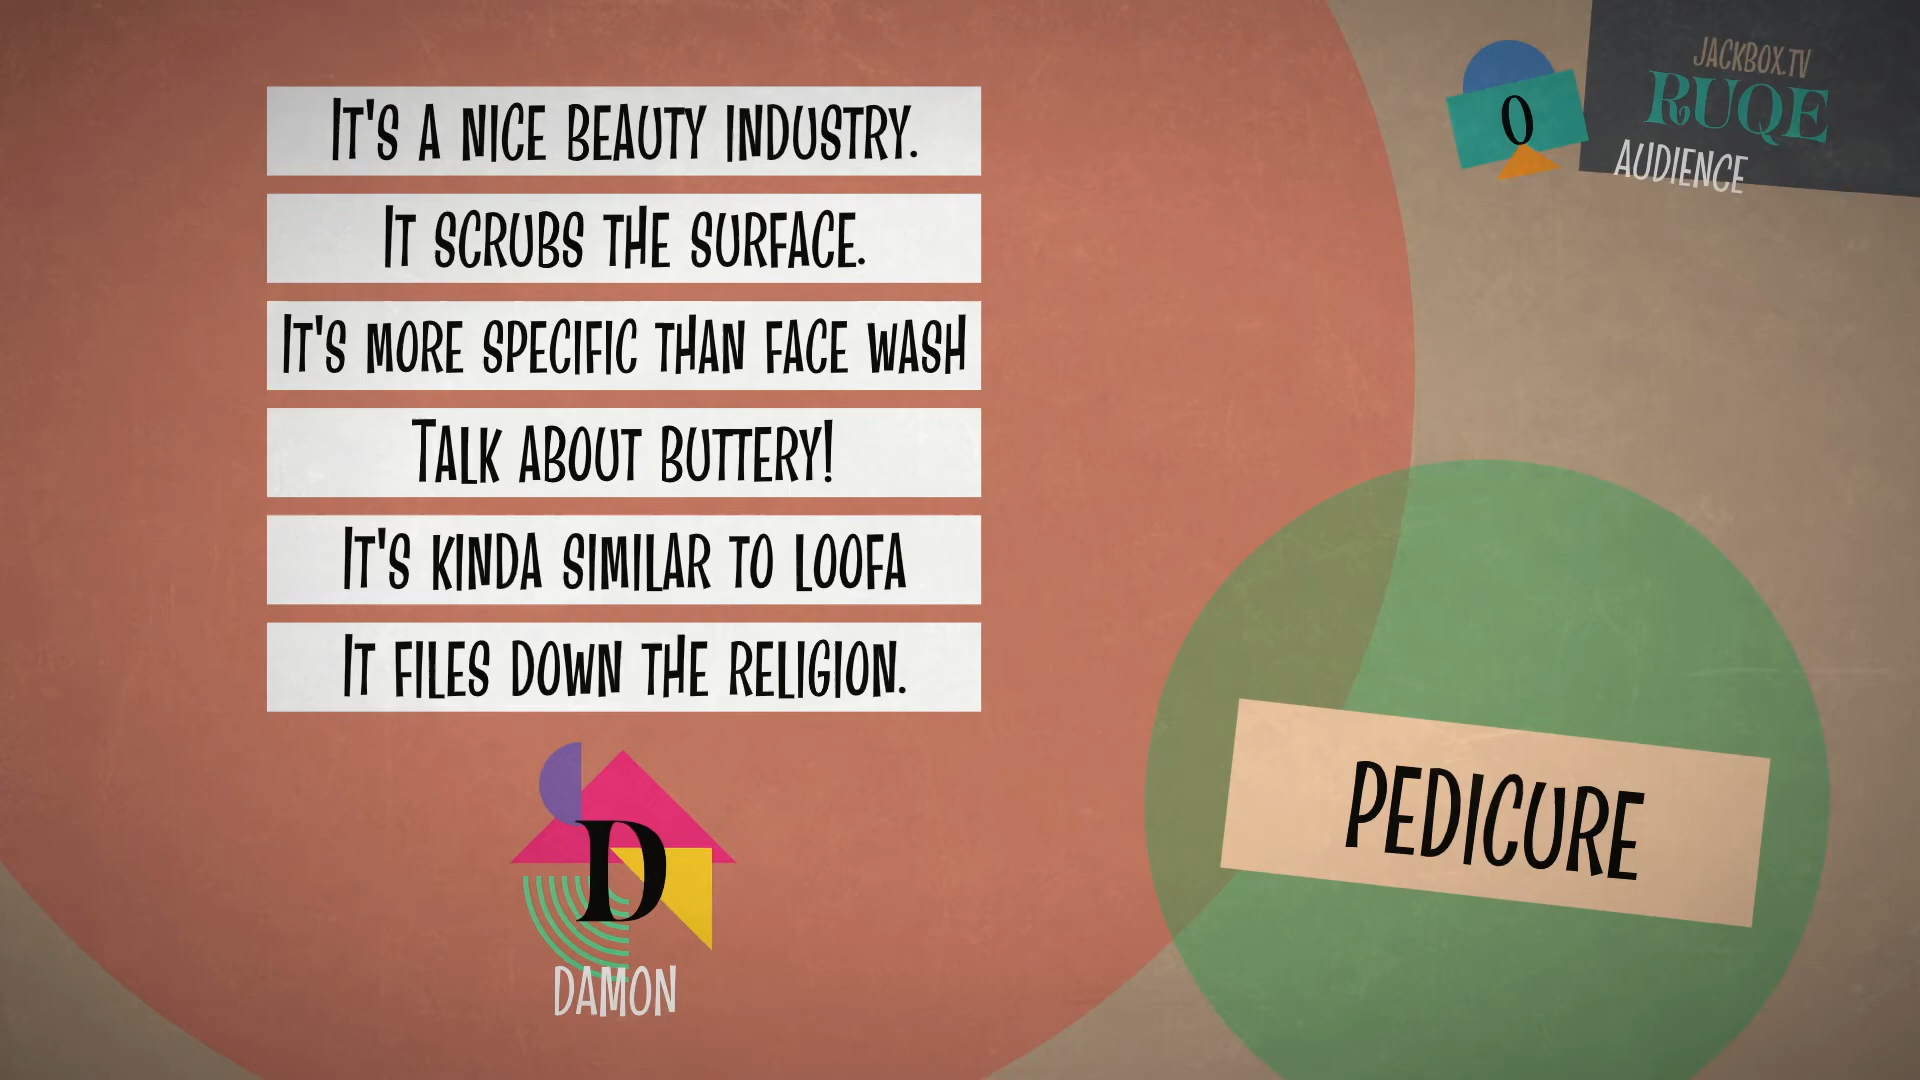 IT'S A NICE BEAUTY INDUSTRY.
IT SCRUBS THE SURFACE.
IT'S MORE SPECIFIC THAN FACE WASH
TALK ABOUT BUTTERY!
IT'S KINDA SIMILAR TO LOOFA
IT FILES DOWN THE RELIGION.
D
DAMON
JACKBOX.TV
RUQE
0
AUDIENCE
PEDICURE